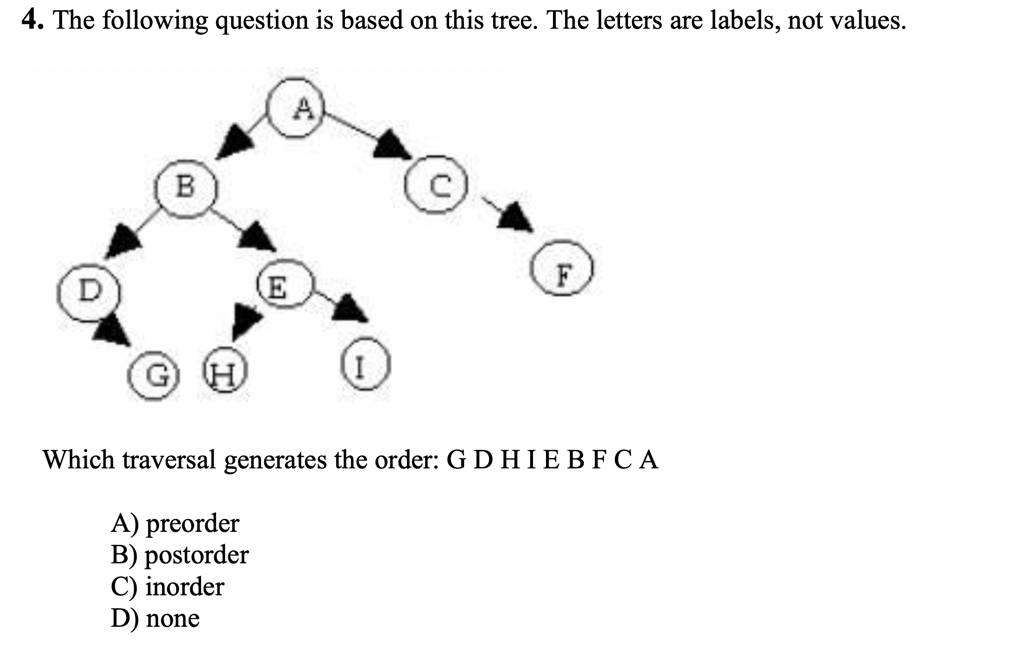 4. The following question is based on this tree. The letters are labels, not values.
A
B
C
D
E
F
G
H
I
Which traversal generates the order: G D H I E B F C A
A) preorder
B) postorder
C) inorder
D) none